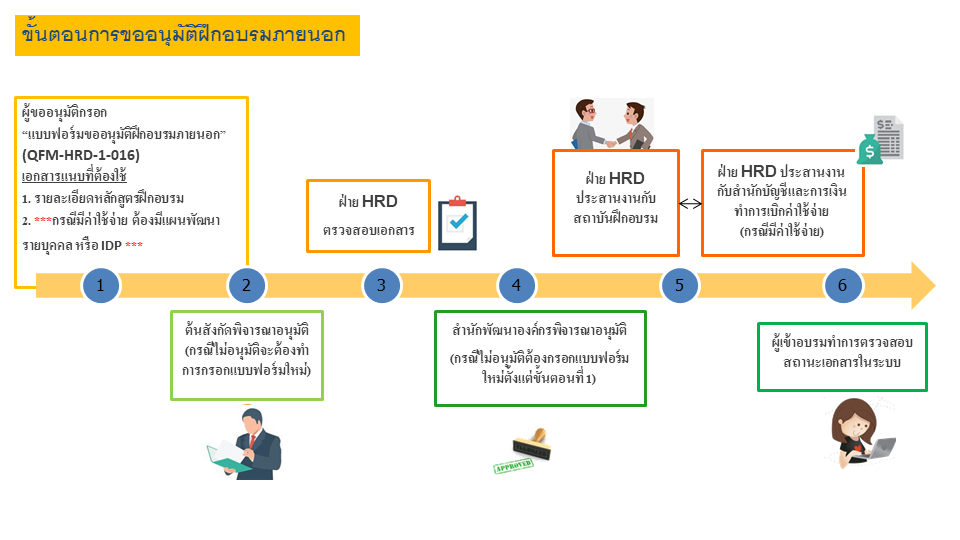 ขั้นตอนการขออนุมัติฝึกอบรมภายนอก
ผู้ขออนุมัติกรอก
“แบบฟอร์มขออนุมัติฝึกอบรมภายนอก”
(QFM-HRD-1-016)
เอกสารแนบที่ต้องใช้
1. รายละเอียดหลักสูตรฝึกอบรม
2. ***กรณีมีค่าใช้จ่าย ต้องมีแผนพัฒนา
รายบุคคล หรือ IDP ***
ฝ่าย HRD
ตรวจสอบเอกสาร
ฝ่าย HRD
ประสานงานกับ
สถาบันฝึกอบรม
ฝ่าย HRD ประสานงาน
กับสำนักบัญชีและการเงิน
ทำการเบิกค่าใช้จ่าย
(กรณีมีค่าใช้จ่าย)
1
2
3
4
5
6
ต้นสังกัดพิจารณาอนุมัติ
(กรณีไม่อนุมัติจะต้องทำ
การกรอกแบบฟอร์มใหม่)
สำนักพัฒนาองค์กรพิจารณาอนุมัติ
(กรณีไม่อนุมัติต้องกรอกแบบฟอร์ม
ใหม่ตั้งแต่ขั้นตอนที่ 1)
ผู้เข้าอบรมทำการตรวจสอบ
สถานะเอกสารในระบบ
APPROVED